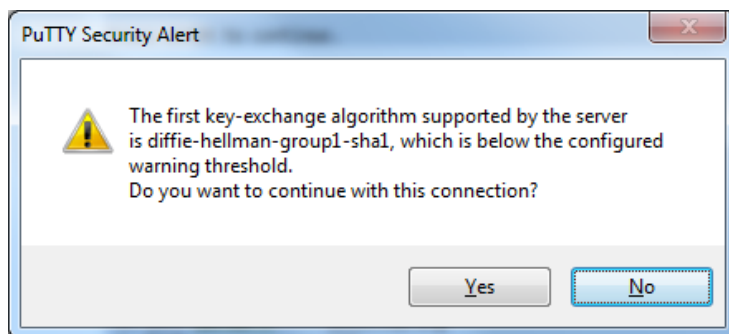 PuTTY Security Alert
The first key-exchange algorithm supported by the server
is diffie-hellman-group1-sha1, which is below the configured
warning threshold.
Do you want to continue with this connection?
Yes
No